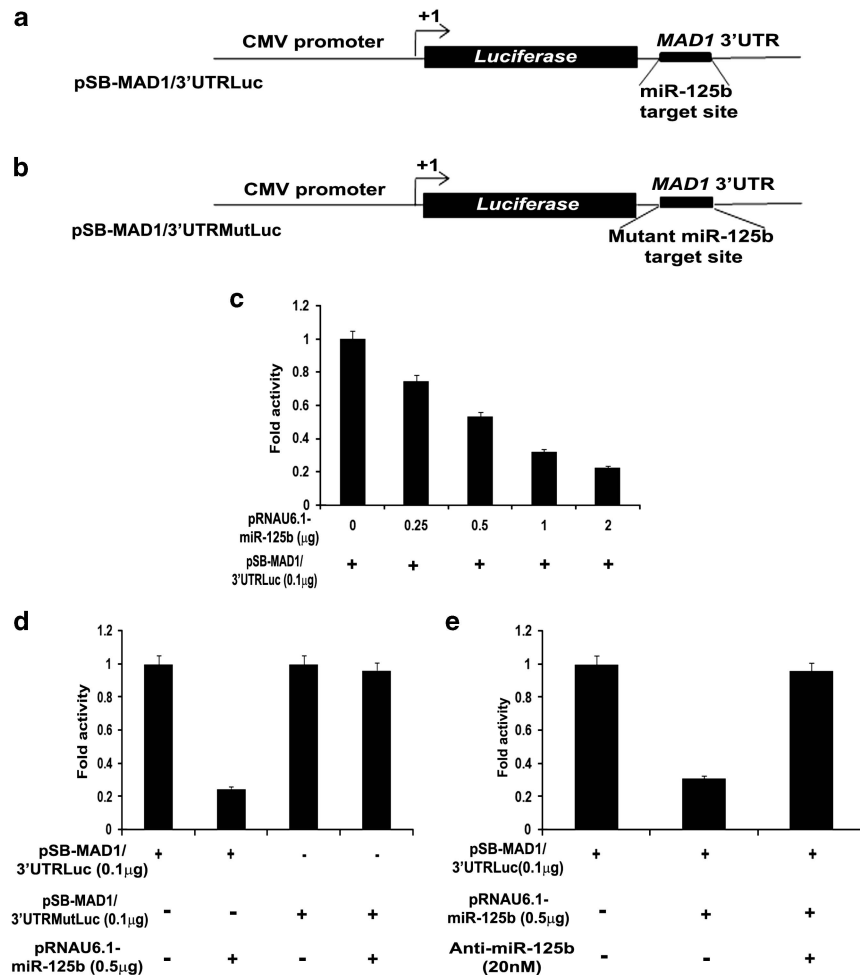 a
+1
CMV promoter
Luciferase
MAD1 3'UTR
pSB-MAD1/3'UTRLuc
miR-125b
target site
b
+1
CMV promoter
Luciferase
MAD1 3'UTR
pSB-MAD1/3'UTRMutLuc
Mutant miR-125b
target site
c
1.2
1
0.8
0.6
0.4
0.2
0
Fold activity
pRNAU6.1-
miR-125b (μg)
0 0.25 0.5 1 2
pSB-MAD1/
3'UTRLuc (0.1μg)
+ + + + +
d
1.2
1
0.8
0.6
0.4
0.2
0
Fold activity
pSB-MAD1/
3'UTRLuc (0.1μg)
+ + - -
pSB-MAD1/
3'UTRMutLuc (0.1μg)
- - + +
pRNAU6.1-
miR-125b (0.5μg)
- + - +
e
1.2
1
0.8
0.6
0.4
0.2
0
Fold activity
pSB-MAD1/
3'UTRLuc(0.1μg)
+ + +
pRNAU6.1-
miR-125b (0.5μg)
- + +
Anti-miR-125b
(20nM)
- - +